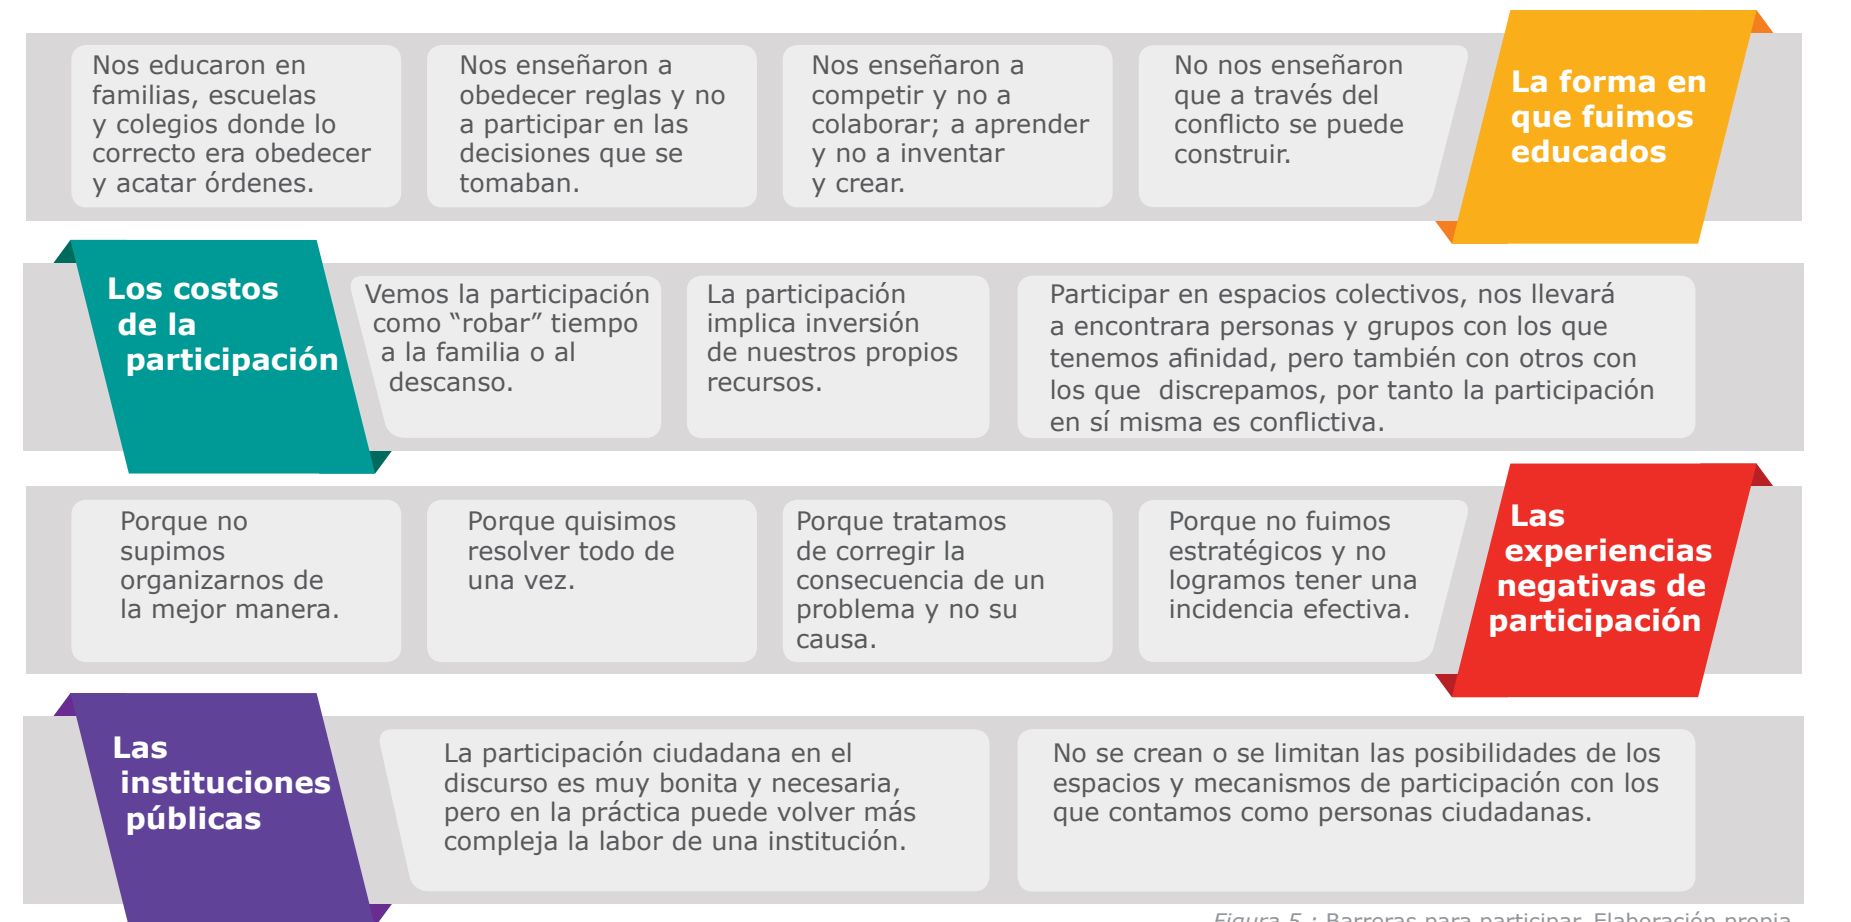 Nos educaron en
familias, escuelas
y colegios donde lo
correcto era obedecer
y acatar órdenes.
Nos enseñaron a
obedecer reglas y no
a participar en las
decisiones que se
tomaban.
Nos enseñaron a
competir y no a
colaborar; a aprender
y no a inventar
y crear.
No nos enseñaron
que a través del
conflicto se puede
construir.
La forma en
que fuimos
educados
Los costos
de la
participación
Vemos la participación
como “robar” tiempo
a la familia o al
descanso.
La participación
implica inversión
de nuestros propios
recursos.
Participar en espacios colectivos, nos llevará
a encontrara personas y grupos con los que
tenemos afinidad, pero también con otros con
los que discrepamos, por tanto la participación
en sí misma es conflictiva.
Porque no
supimos
organizarnos de
la mejor manera.
Porque quisimos
resolver todo de
una vez.
Porque tratamos
de corregir la
consecuencia de un
problema y no su
causa.
Porque no fuimos
estratégicos y no
logramos tener una
incidencia efectiva.
Las
experiencias
negativas de
participación
Las
instituciones
públicas
La participación ciudadana en el
discurso es muy bonita y necesaria,
pero en la práctica puede volver más
compleja la labor de una institución.
No se crean o se limitan las posibilidades de los
espacios y mecanismos de participación con los
que contamos como personas ciudadanas.
Figura 5.: Barreras para participar. Elaboración propia